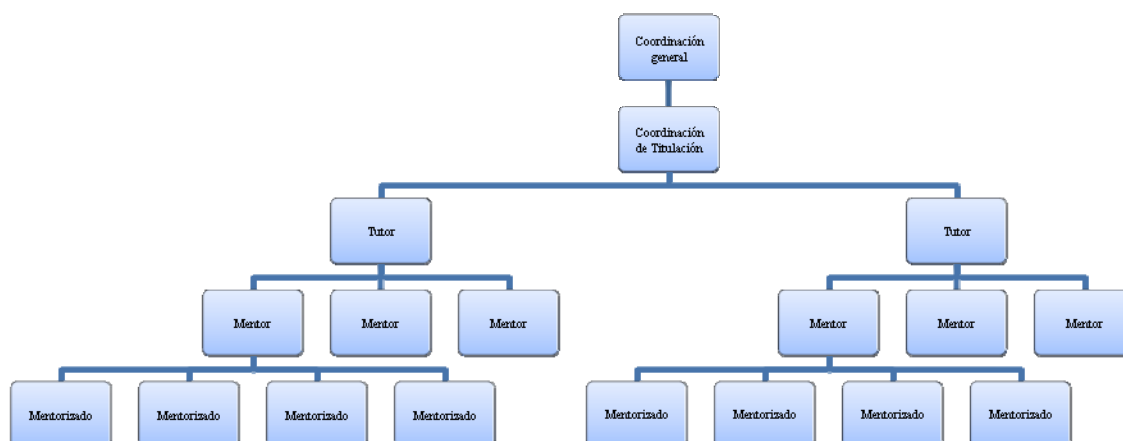 Coordinación
general
Coordinación
de Titulación
Tutor
Tutor
Mentor
Mentor
Mentor
Mentor
Mentor
Mentor
Mentorizado
Mentorizado
Mentorizado
Mentorizado
Mentorizado
Mentorizado
Mentorizado
Mentorizado